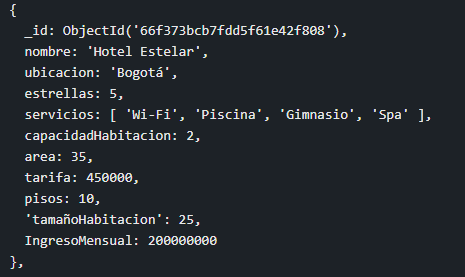 {
_id: ObjectId('66f373bcb7fdd5f61e42f808'),
nombre: 'Hotel Estelar',
ubicacion: 'Bogotá',
estrellas: 5,
servicios: [ 'Wi-Fi', 'Piscina', 'Gimnasio', 'Spa' ],
capacidadHabitacion: 2,
area: 35,
tarifa: 450000,
pisos: 10,
'tamañoHabitacion': 25,
IngresoMensual: 200000000
},